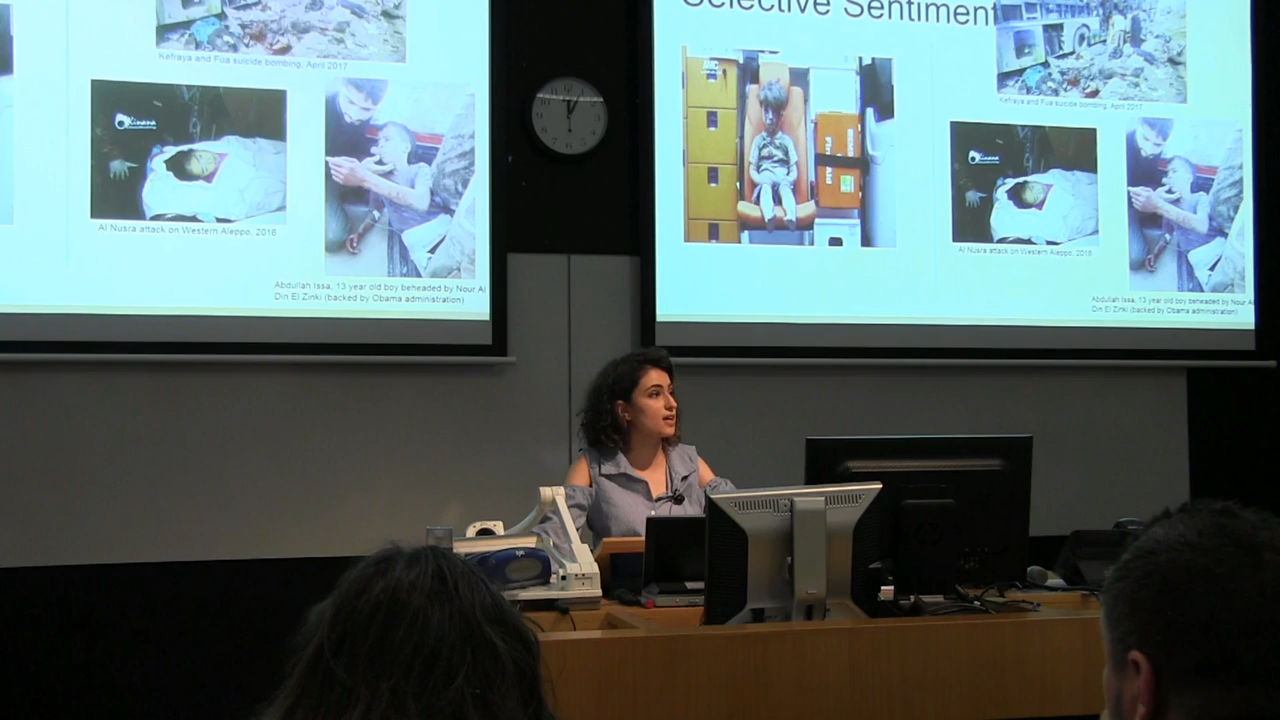 Kefraya and Fua suicide bombing, April 2017
Al Nusra attack on Western Aleppo, 2016
Abdullah Issa, 13 year old boy beheaded by Nour Al
Din El Zinki (backed by Obama administration)
Selective Sentiment
First Aid
Kefraya and Fua suicide bombing, April 2017
Al Nusra attack on Western Aleppo, 2016
Abdullah Issa, 13 year old boy beheaded by Nour Al
Din El Zinki (backed by Obama administration)